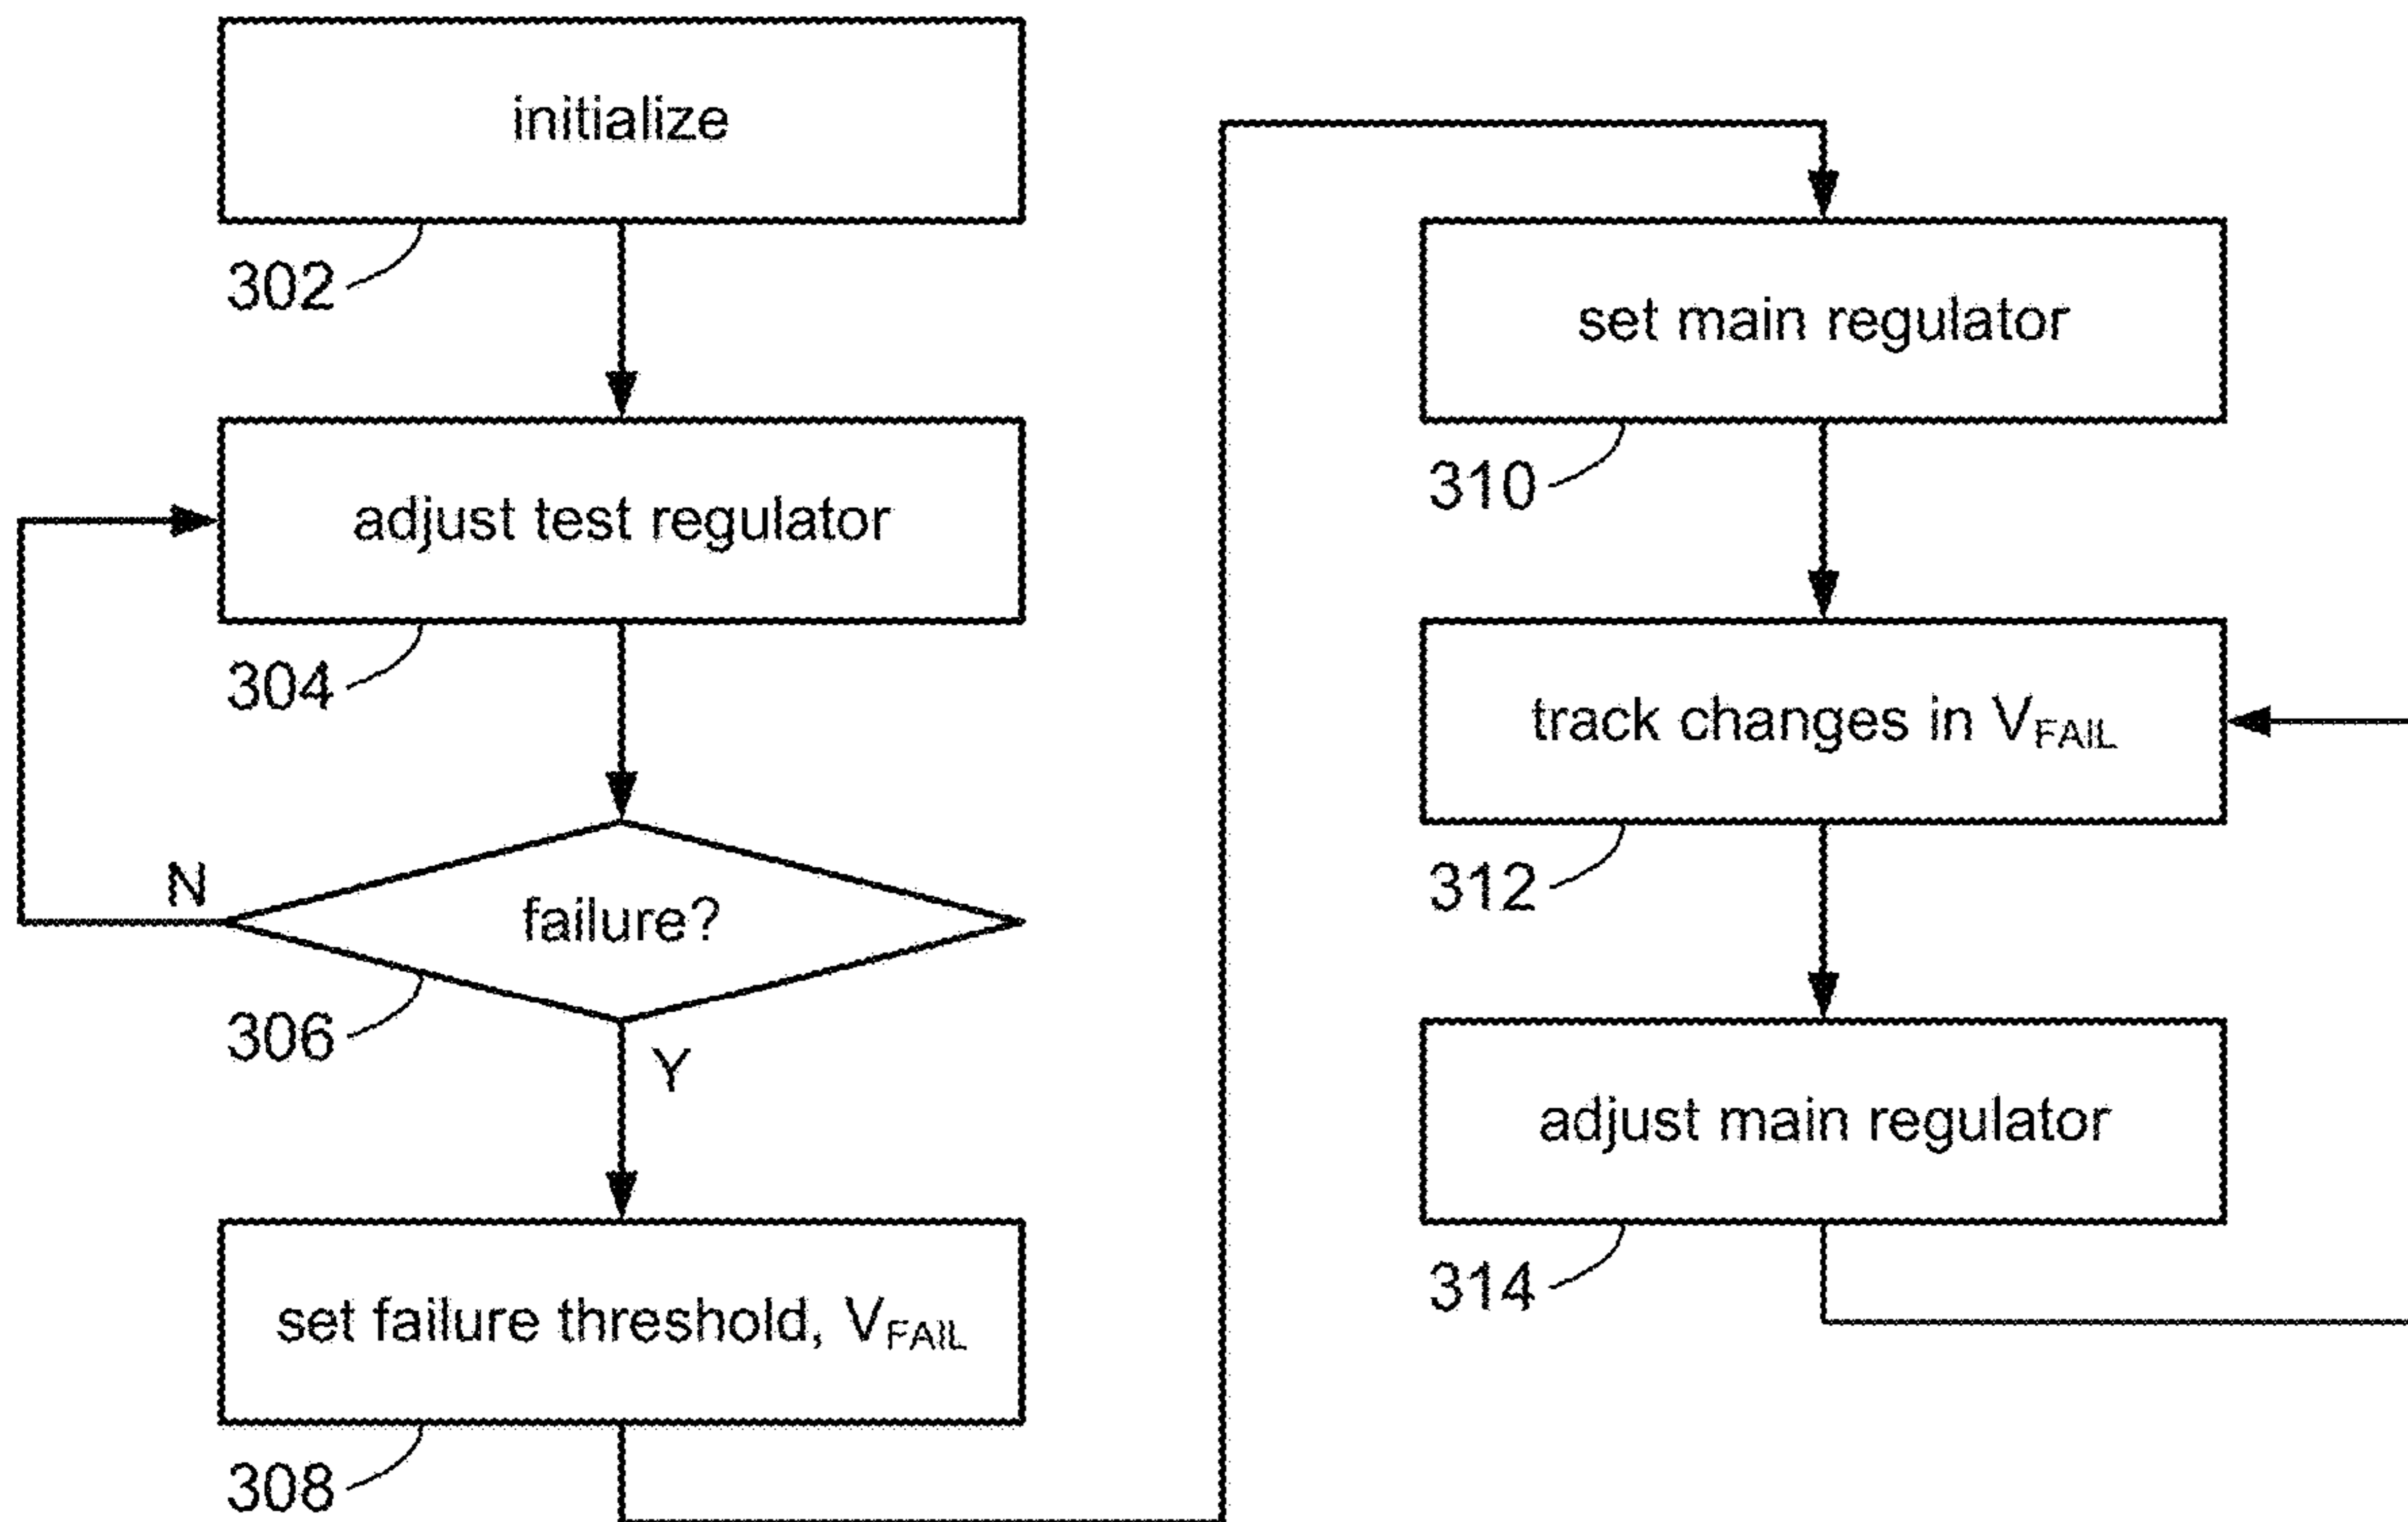 initialize
302
adjust test regulator
304
N
failure?
306
Y
set failure threshold, VFAIL
308
set main regulator
310
track changes in VFAIL
312
adjust main regulator
314